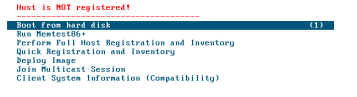 Host is NOT registered!
Boot from hard disk (1)
Run Memtest86+
Perform Full Host Registration and Inventory
Quick Registration and Inventory
Deploy Image
Join Multicast Session
Client System Information (Compatibility)